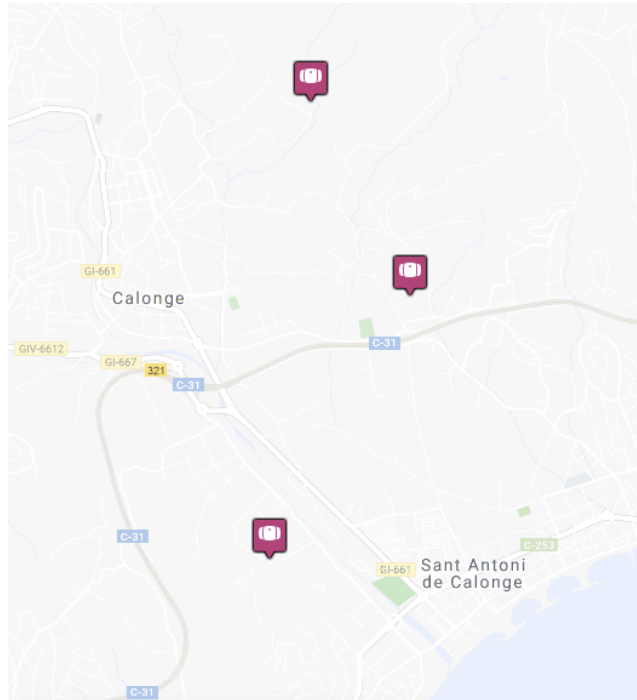 GI-661
Calonge
GIV-6612
GI-667
321
C-31
C-31
C-31
C-253
GI-661
Sant Antoni
de Calonge
C-31